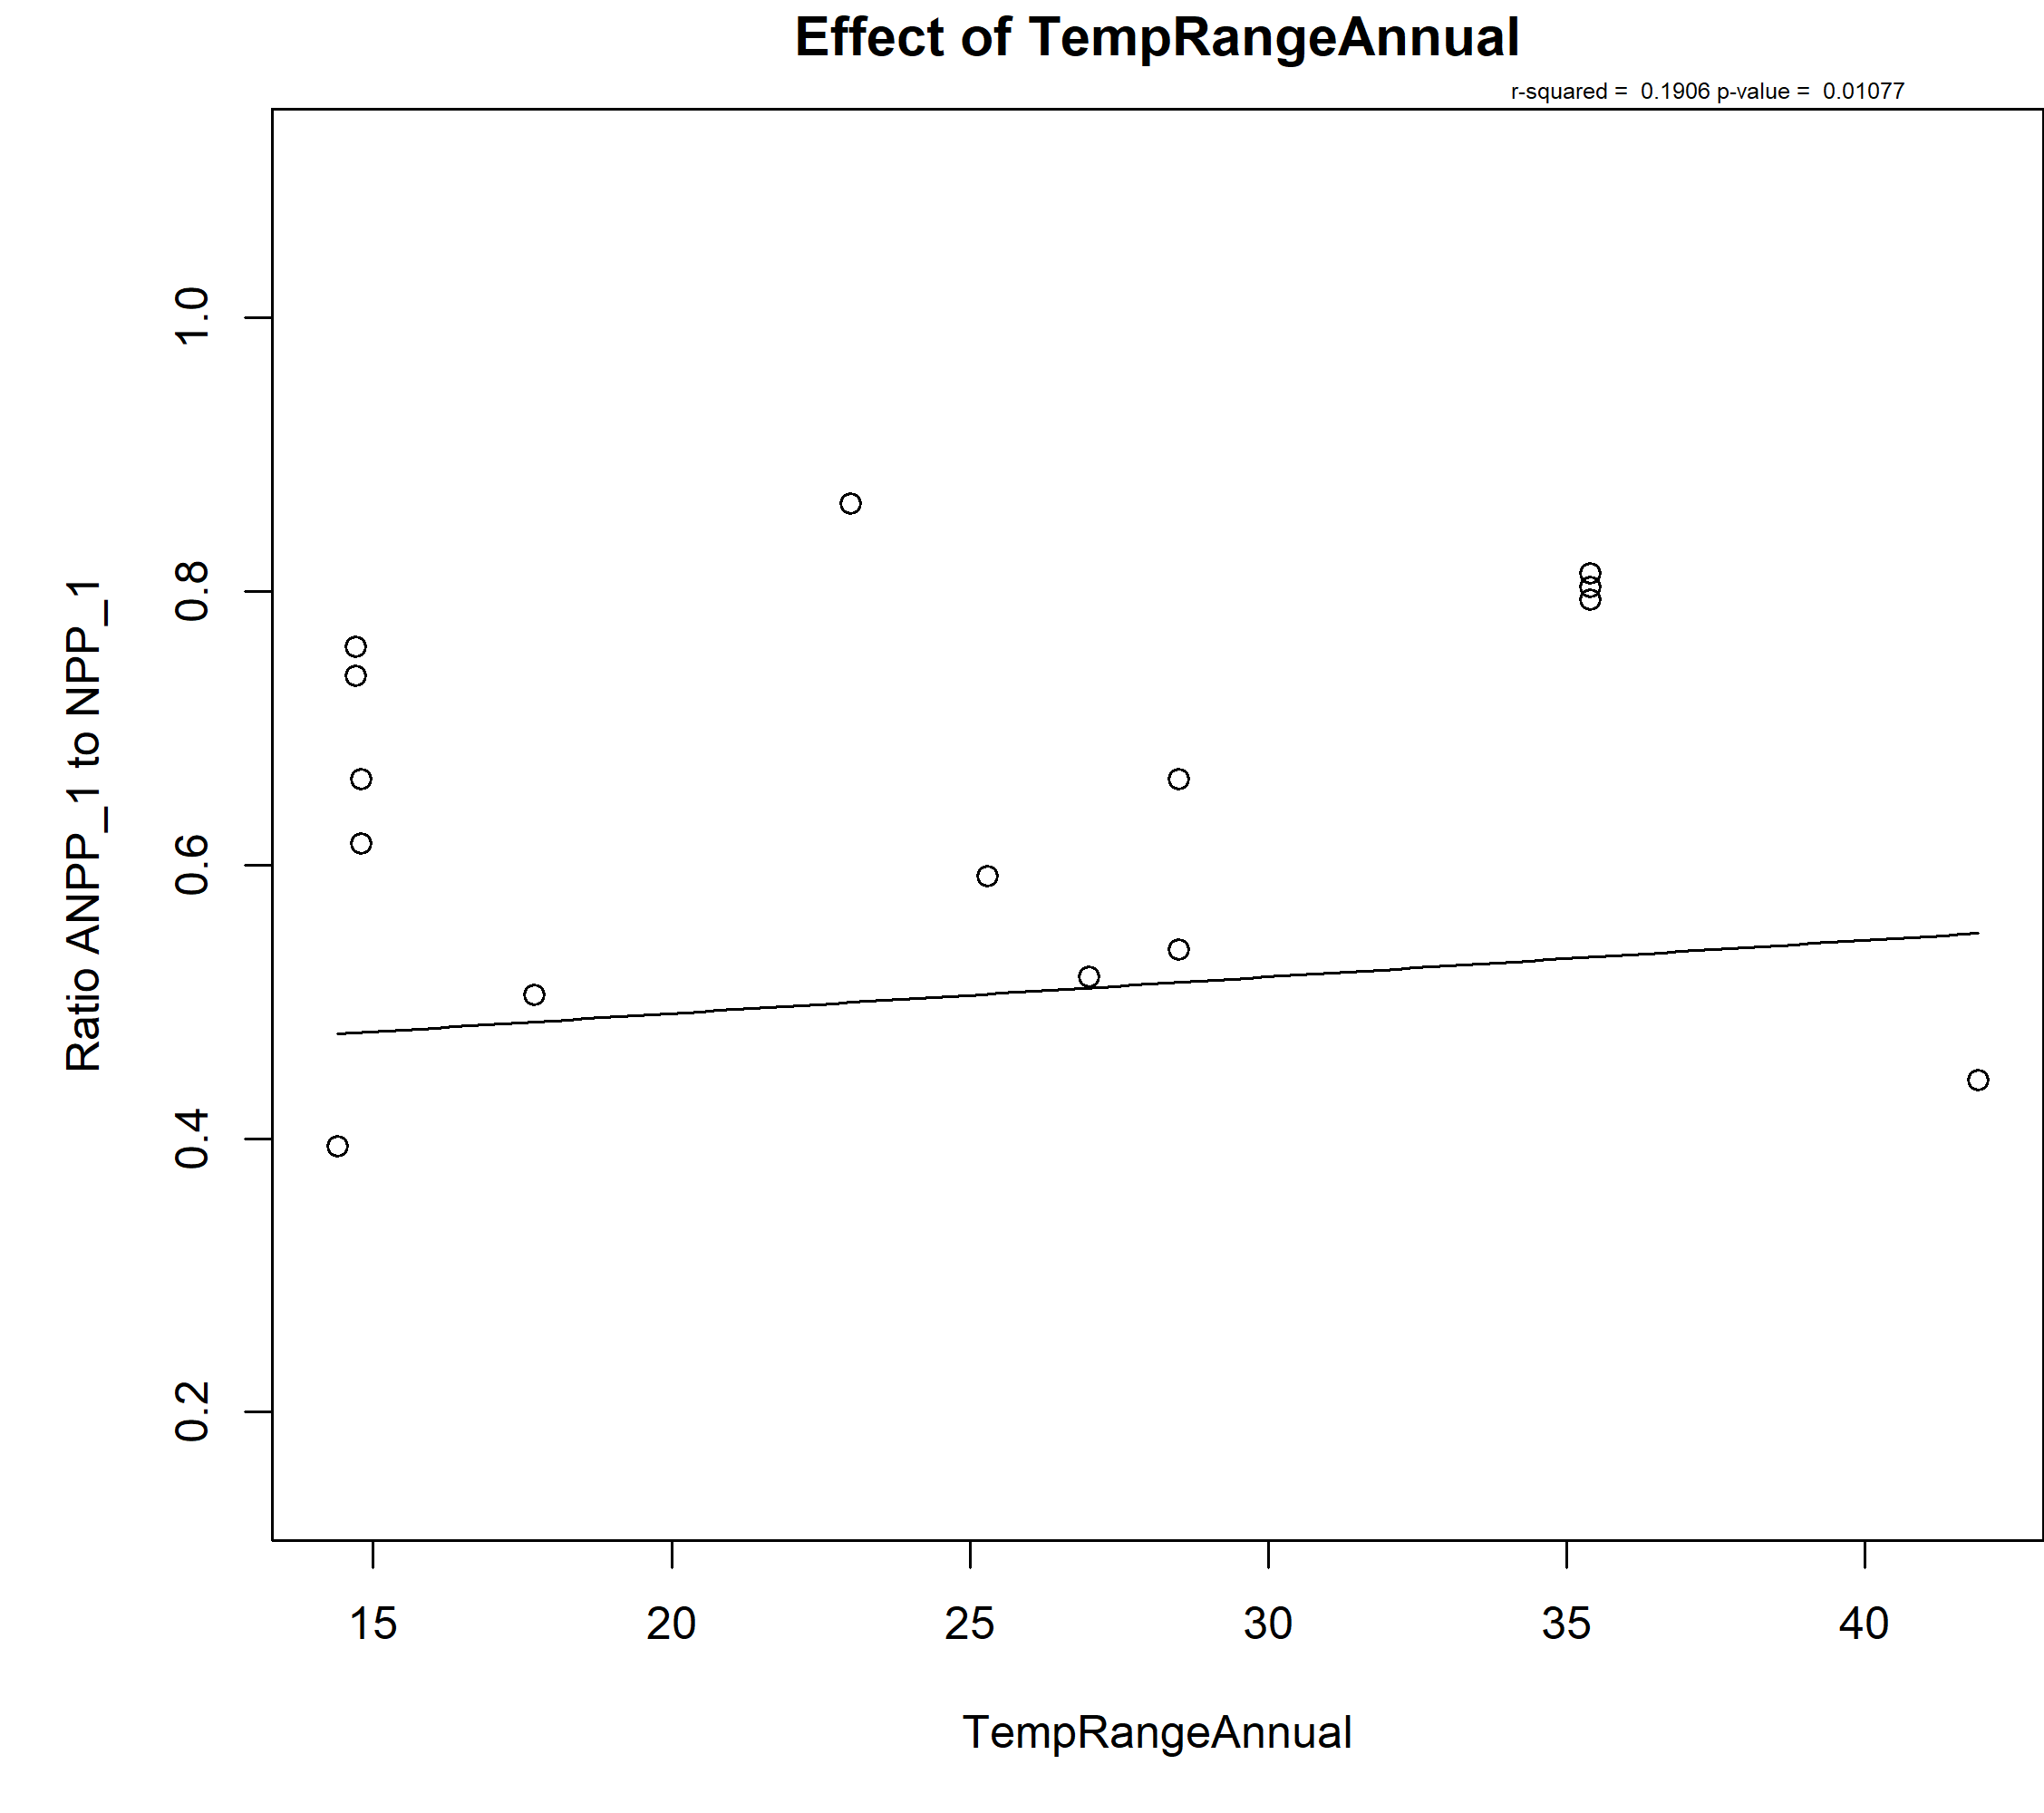 Effect of TempRangeAnnual
r-squared =  0.1906 p-value =  0.01077
Ratio ANPP_1 to NPP_1
1.0
0.8
0.6
0.4
0.2
15 20 25 30 35 40
TempRangeAnnual